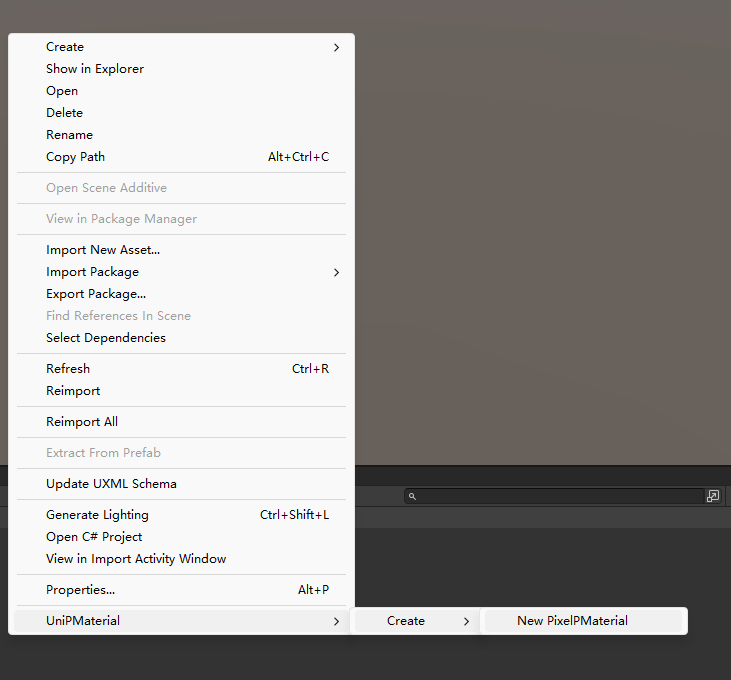 Create
Show in Explorer
Open
Delete
Rename
Copy Path Alt+Ctrl+C
Open Scene Additive
View in Package Manager
Import New Asset...
Import Package
Export Package...
Find References In Scene
Select Dependencies
Refresh Ctrl+R
Reimport
Reimport All
Extract From Prefab
Update UXML Schema
Generate Lighting Ctrl+Shift+L
Open C# Project
View in Import Activity Window
Properties... Alt+P
UniPMaterial Create New PixelPMaterial